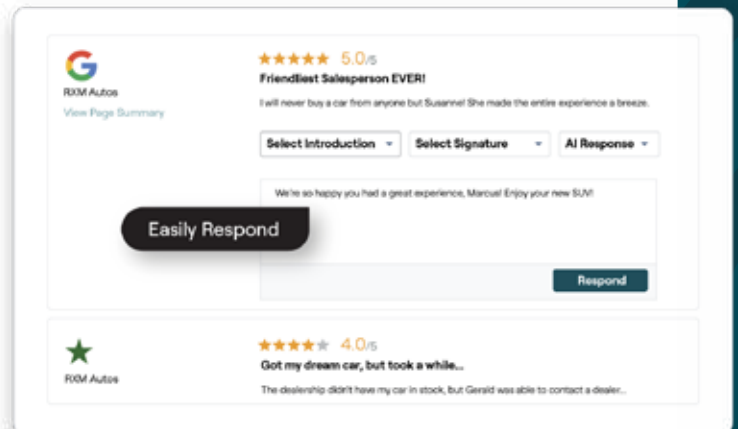 5.0/5
RXM Autos
Friendliest Salesperson EVER!
View Page Summary
I will never buy a car from anyone but Susanne! She made the entire experience a breeze.
Select Introduction
Select Signature
AI Response
We're so happy you had a great experience, Marcus! Enjoy your new SUV!
Easily Respond
Respond
4.0/5
RXM Autos
Got my dream car, but took a while...
The dealership didn't have my car in stock, but Gerald was able to contact a dealer...